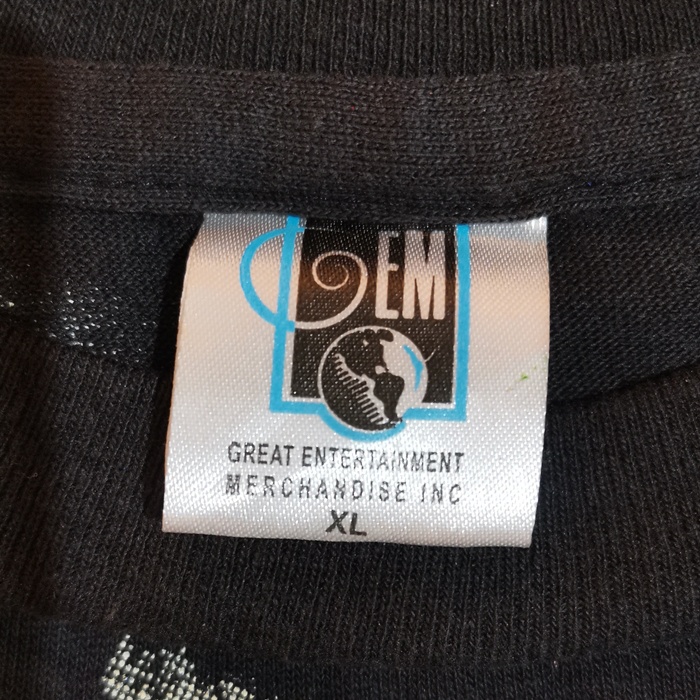 GEM
GREAT ENTERTAINMENT
MERCHANDISE INC
XL